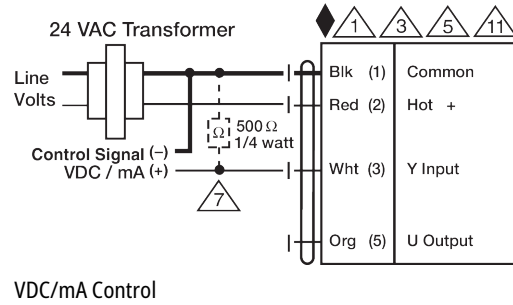 24 VAC Transformer
1 3 5 11
Line
Volts
Blk (1) Common
Red (2) Hot +
Ω 500 Ω
1/4 watt
Control Signal (–)
VDC / mA (+)
Wht (3) Y Input
7
Org (5) U Output
VDC/mA Control